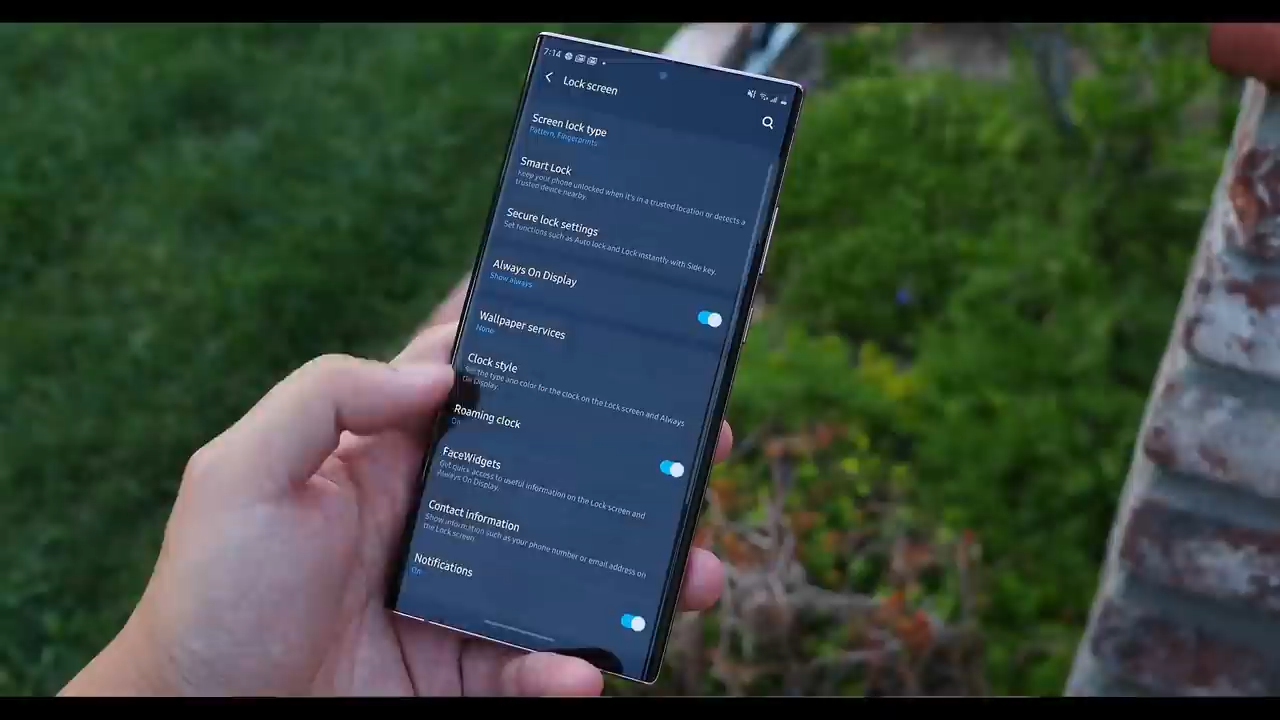 7:14
Lock screen
Screen lock type
Pattern, Fingerprints
Smart Lock
Keep your phone unlocked when it's in a trusted location or detects a
trusted device nearby.
Secure lock settings
Set functions such as Auto lock and Lock instantly with Side key.
Always On Display
Show always
Wallpaper services
None
Clock style
Set the type and color for the clock on the Lock screen and Always
On Display.
Roaming clock
On
FaceWidgets
Get quick access to useful information on the Lock screen and
Always On Display.
Contact information
Show information such as your phone number or email address on
the Lock screen.
Notifications
On